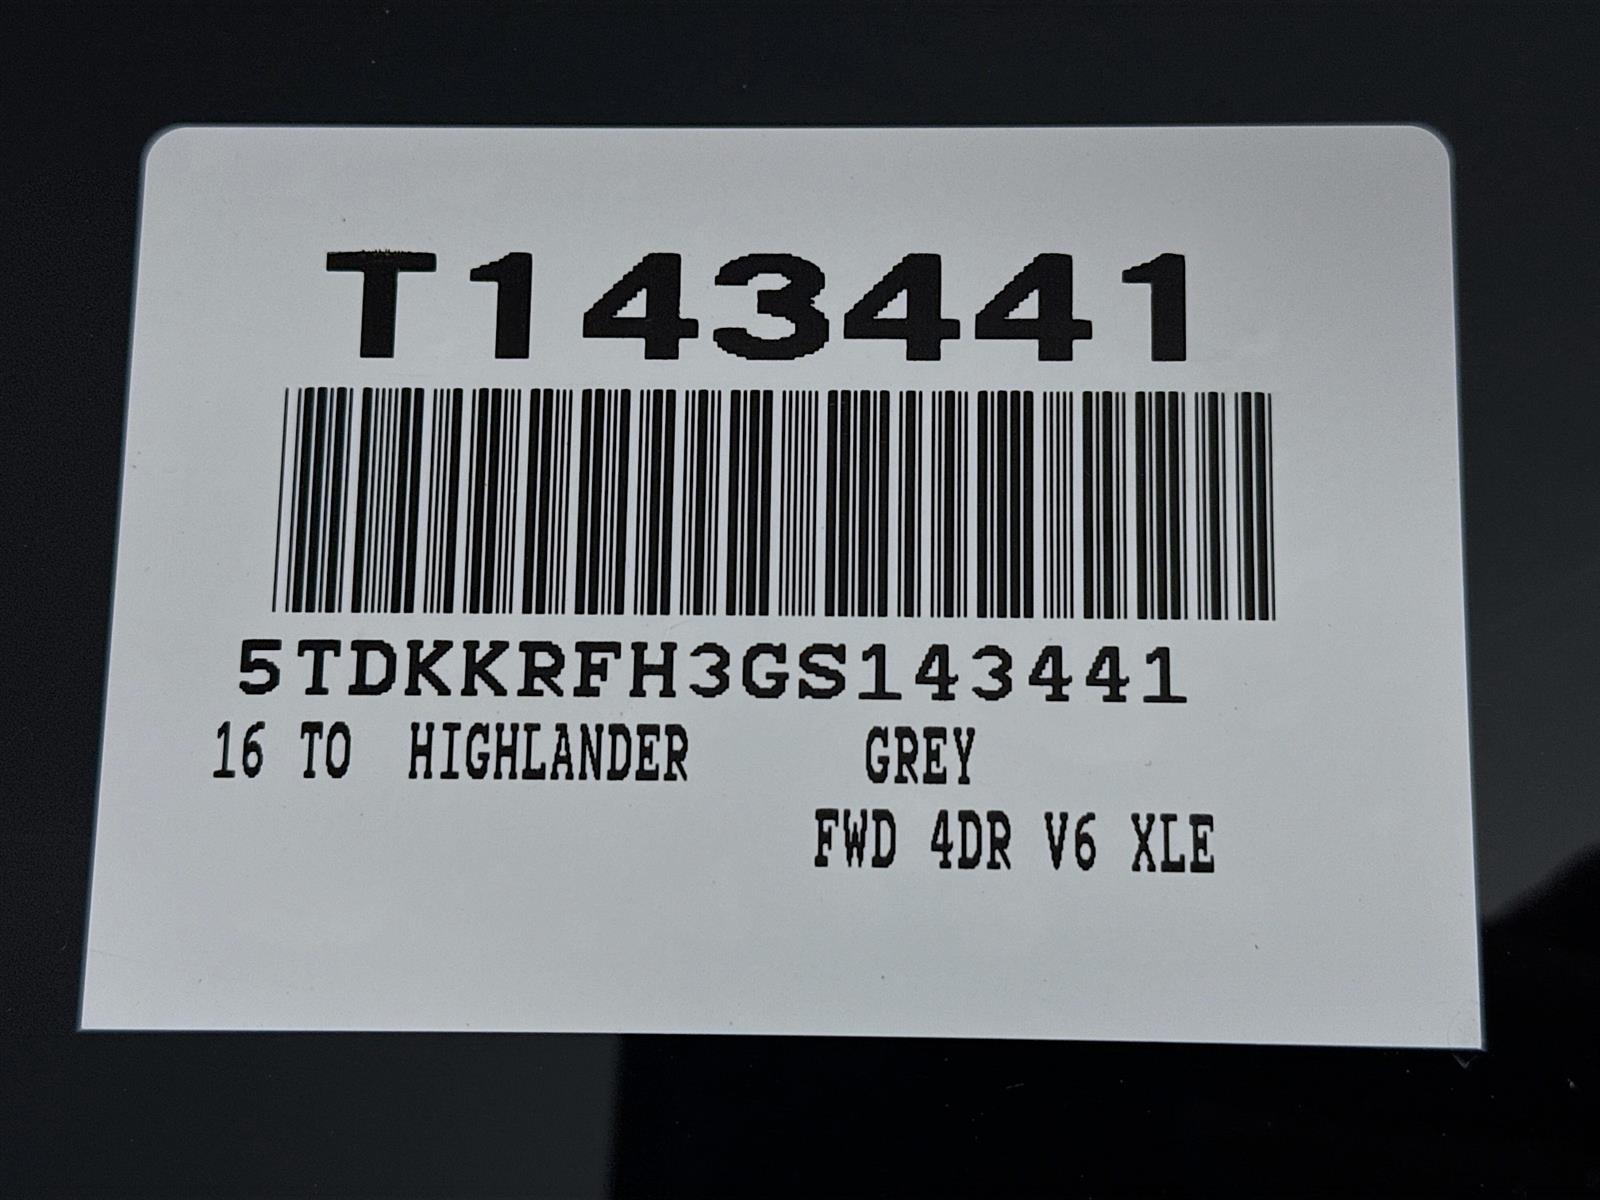 T143441
5TDKKRFH3GS143441
16 TO HIGHLANDER GREY
FWD 4DR V6 XLE